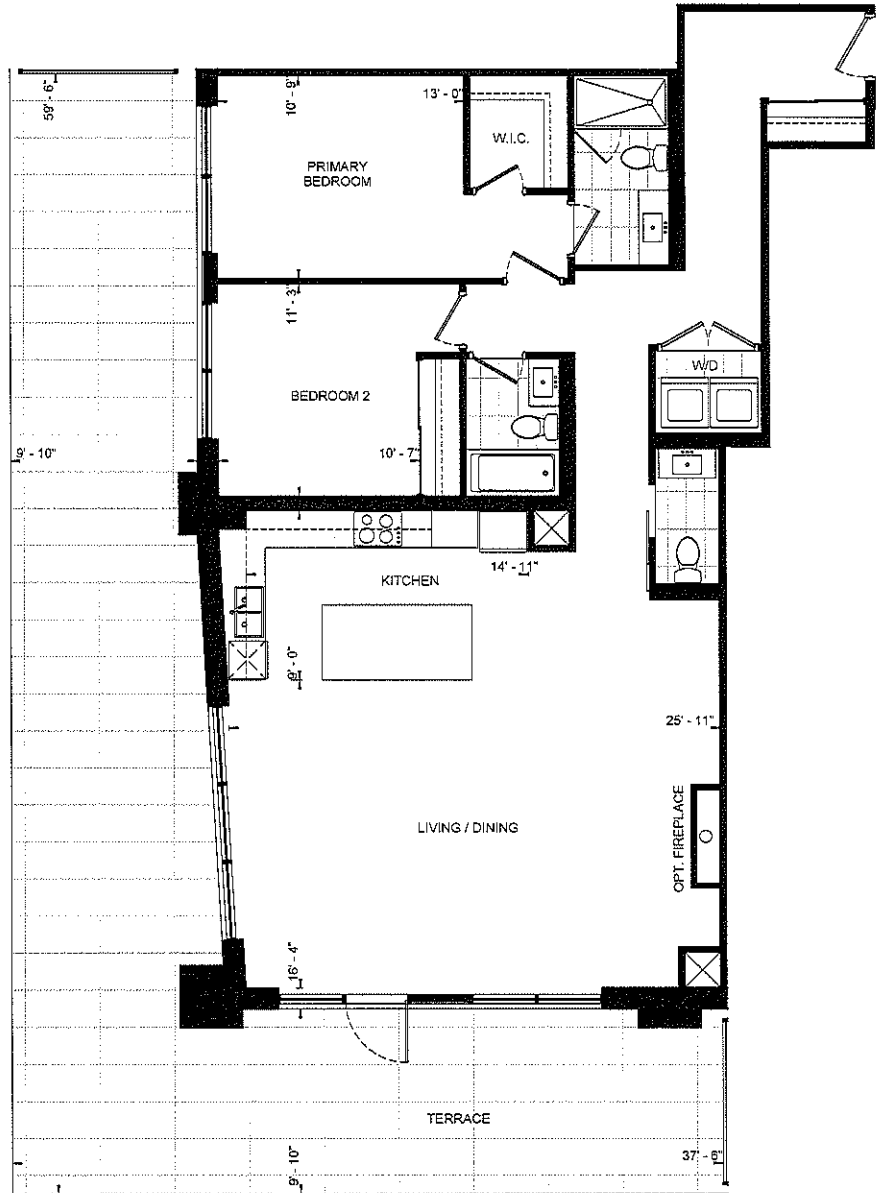 59' - 6"
10' - 9"
13' - 0"
W.I.C.
PRIMARY
BEDROOM
11' - 3"
W/D
BEDROOM 2
9' - 10"
10' - 7"
14' - 11"
KITCHEN
9' - 0"
25' - 11"
OPT. FIREPLACE
LIVING / DINING
16' - 4"
TERRACE
9' - 10"
37' - 6"